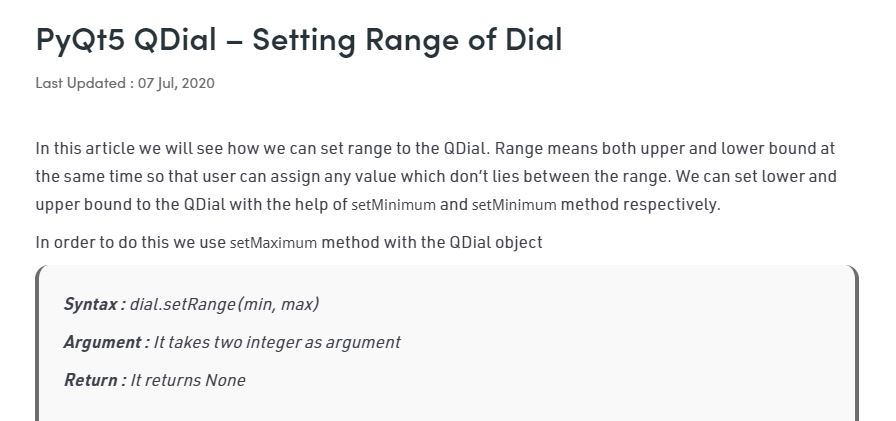 PyQt5 QDial – Setting Range of Dial
Last Updated : 07 Jul, 2020
In this article we will see how we can set range to the QDial. Range means both upper and lower bound at
the same time so that user can assign any value which don't lies between the range. We can set lower and
upper bound to the QDial with the help of setMinimum and setMinimum method respectively.
In order to do this we use setMaximum method with the QDial object
Syntax : dial.setRange(min, max)
Argument : It takes two integer as argument
Return : It returns None